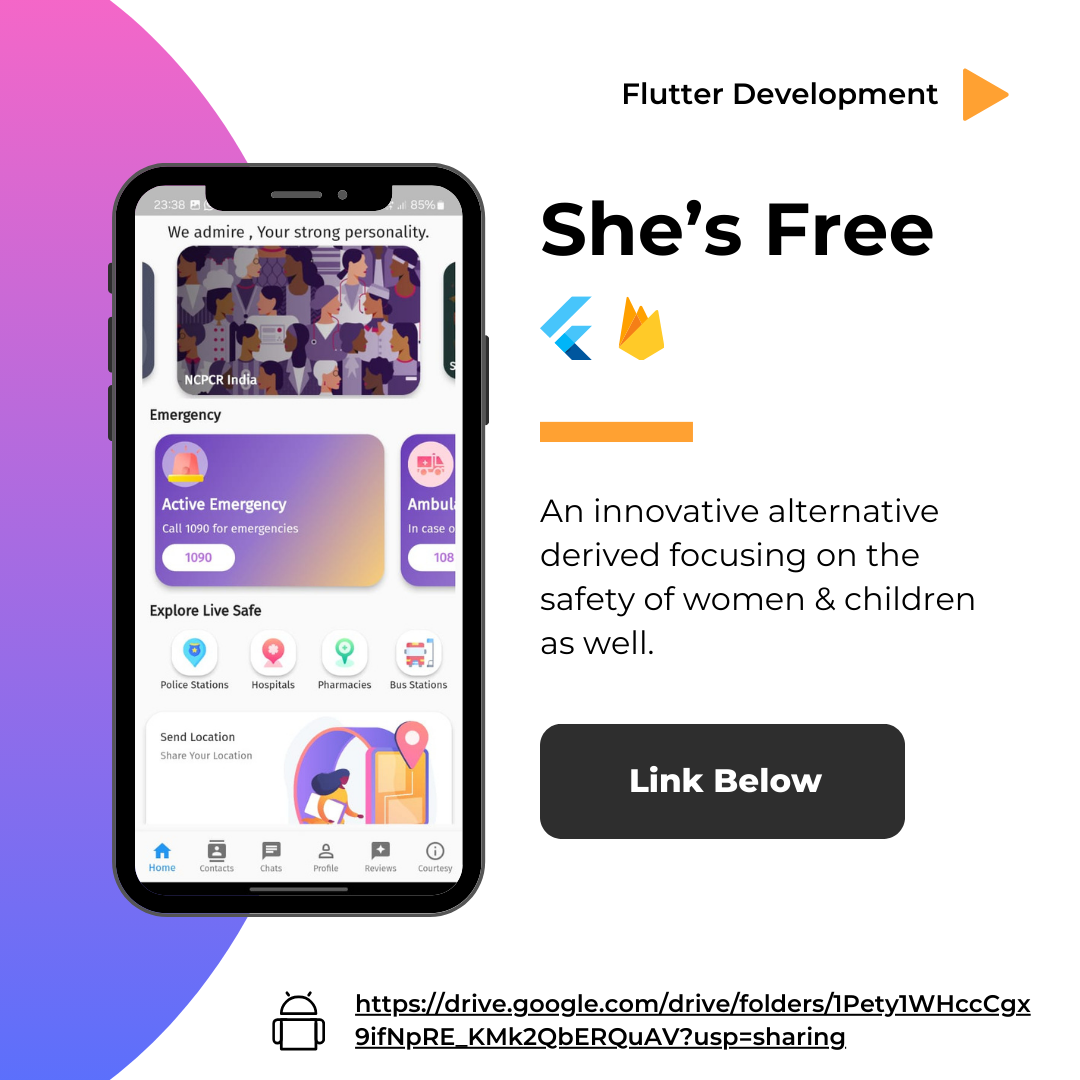 Flutter Development
She's Free
An innovative alternative
derived focusing on the
safety of women & children
as well.
Link Below
23:38 85%
We admire , Your strong personality.
NCPCR India
Emergency
Active Emergency
Call 1090 for emergencies
1090
Ambul
In case o
108
Explore Live Safe
Police Stations Hospitals Pharmacies Bus Stations
Send Location
Share Your Location
Home Contacts Chats Profile Reviews Courtesy
https://drive.google.com/drive/folders/1Pety1WHccCgx
9ifNpRE_KMk2QbERQuAV?usp=sharing